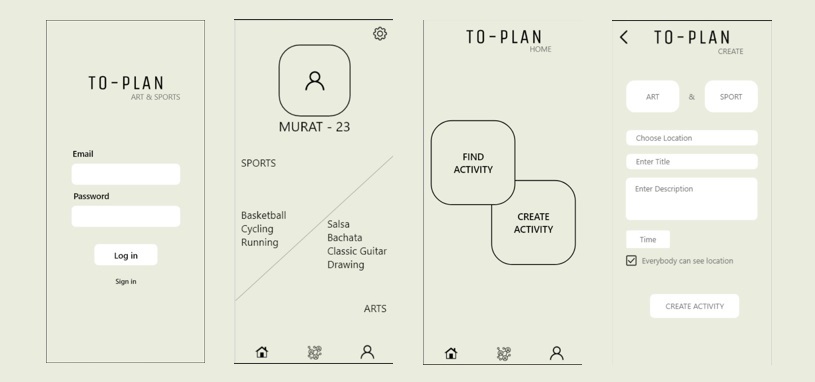 TO-PLAN
ART & SPORTS
Email
Password
Log in
Sign in
MURAT - 23
SPORTS
Basketball
Cycling
Running
Salsa
Bachata
Classic Guitar
Drawing
ARTS
TO-PLAN
HOME
FIND
ACTIVITY
CREATE
ACTIVITY
TO-PLAN
CREATE
ART & SPORT
Choose Location
Enter Title
Enter Description
Time
Everybody can see location
CREATE ACTIVITY